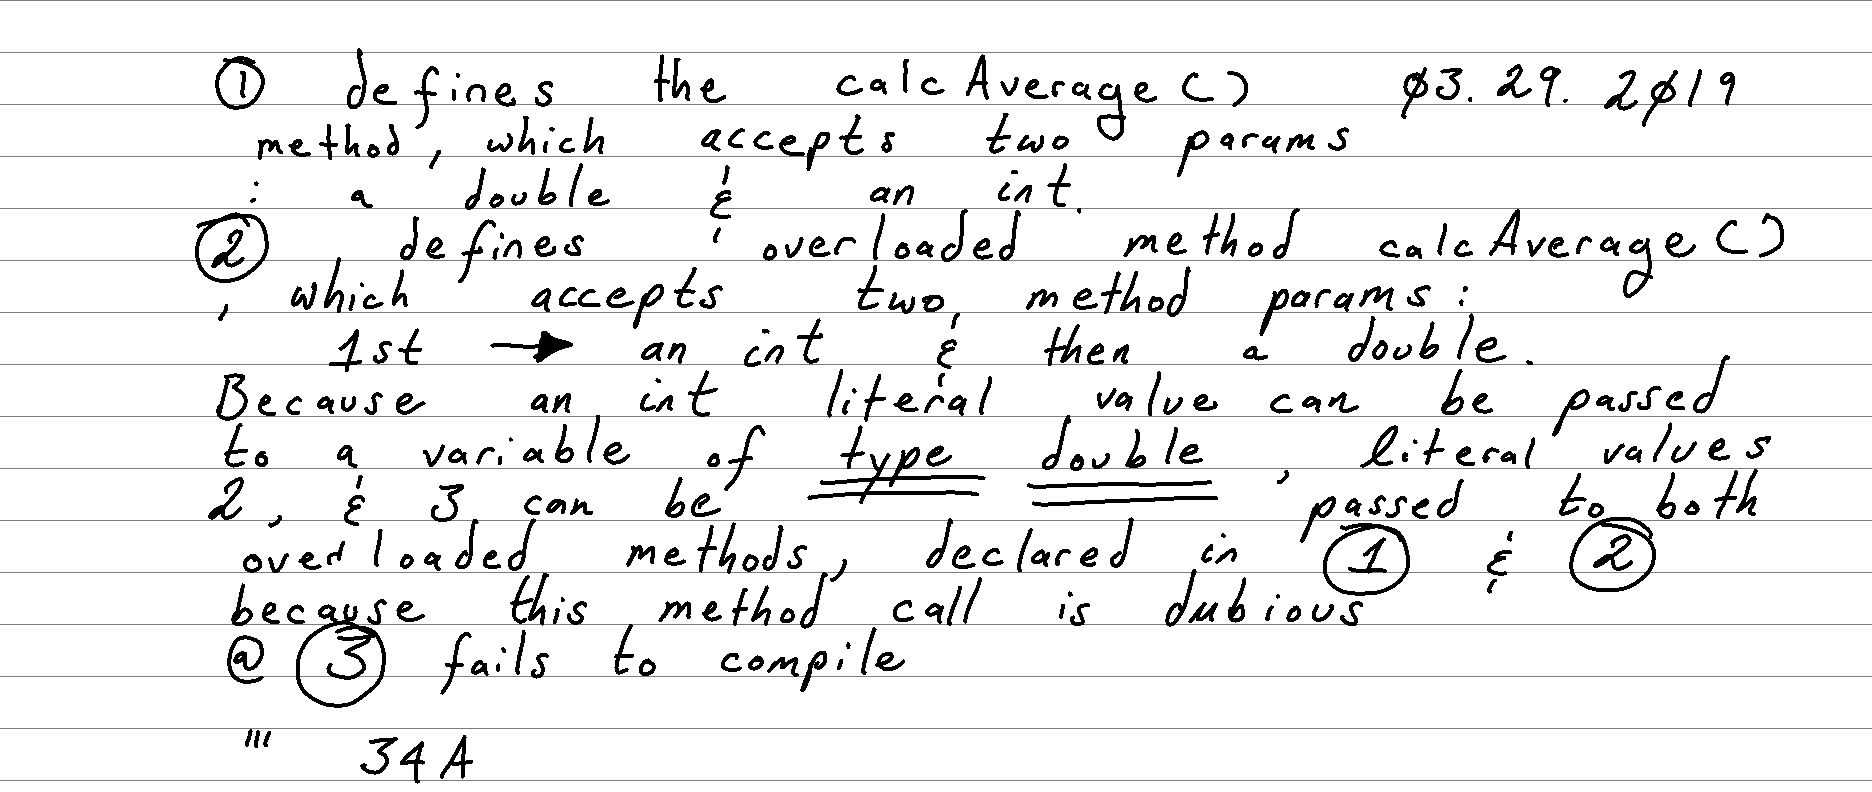 ① defines the calcAverage() 03.29.2019
method, which accepts two params
: a double & an int.
② defines overloaded method calcAverage()
, which accepts two method params:
1st → an int & then a double.
Because an int literal value can be passed
to a variable of type double, literal values
2, & 3 can be passed to both
overloaded methods, declared in ① & ②
because this method call is dubious
@ ③ fails to compile
''' 34A